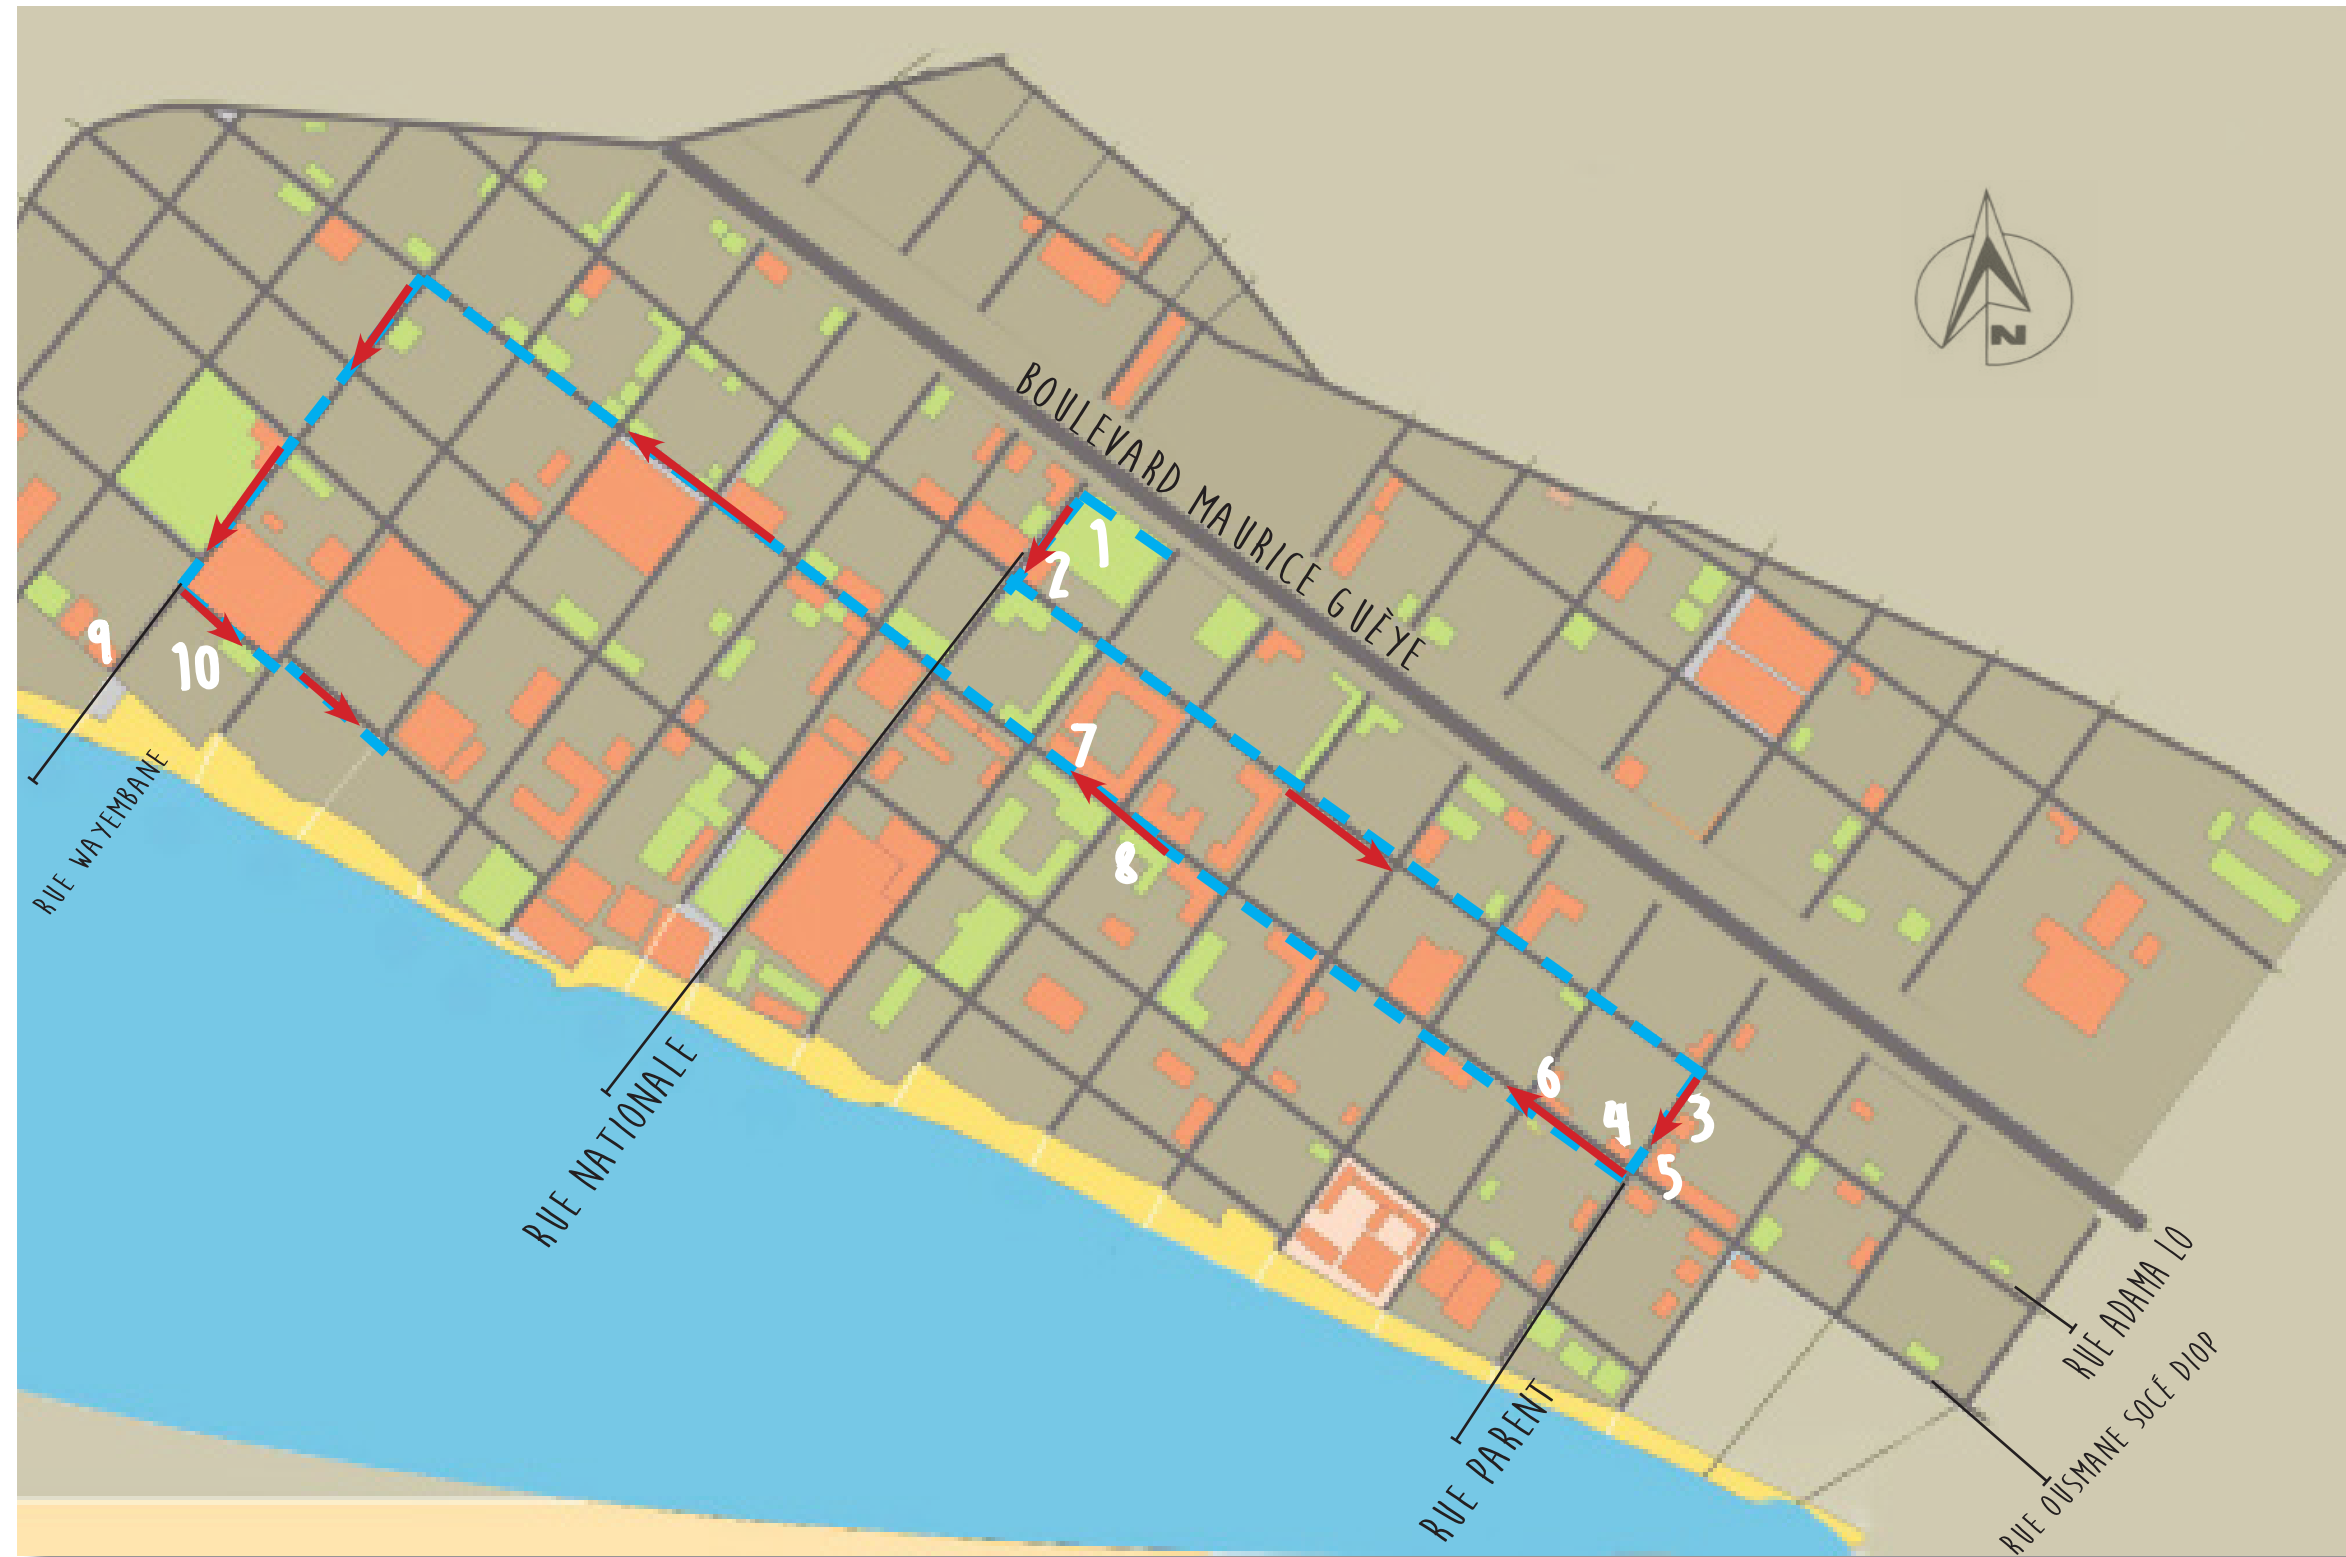 N
BOULEVARD MAURICE GUÈYE
1
2
9
10
7
8
6
4
3
5
RUE WAYEMBANE
RUE NATIONALE
RUE PARENT
RUE ADAMA LO
RUE OUSMANE SOCÉ DIOP